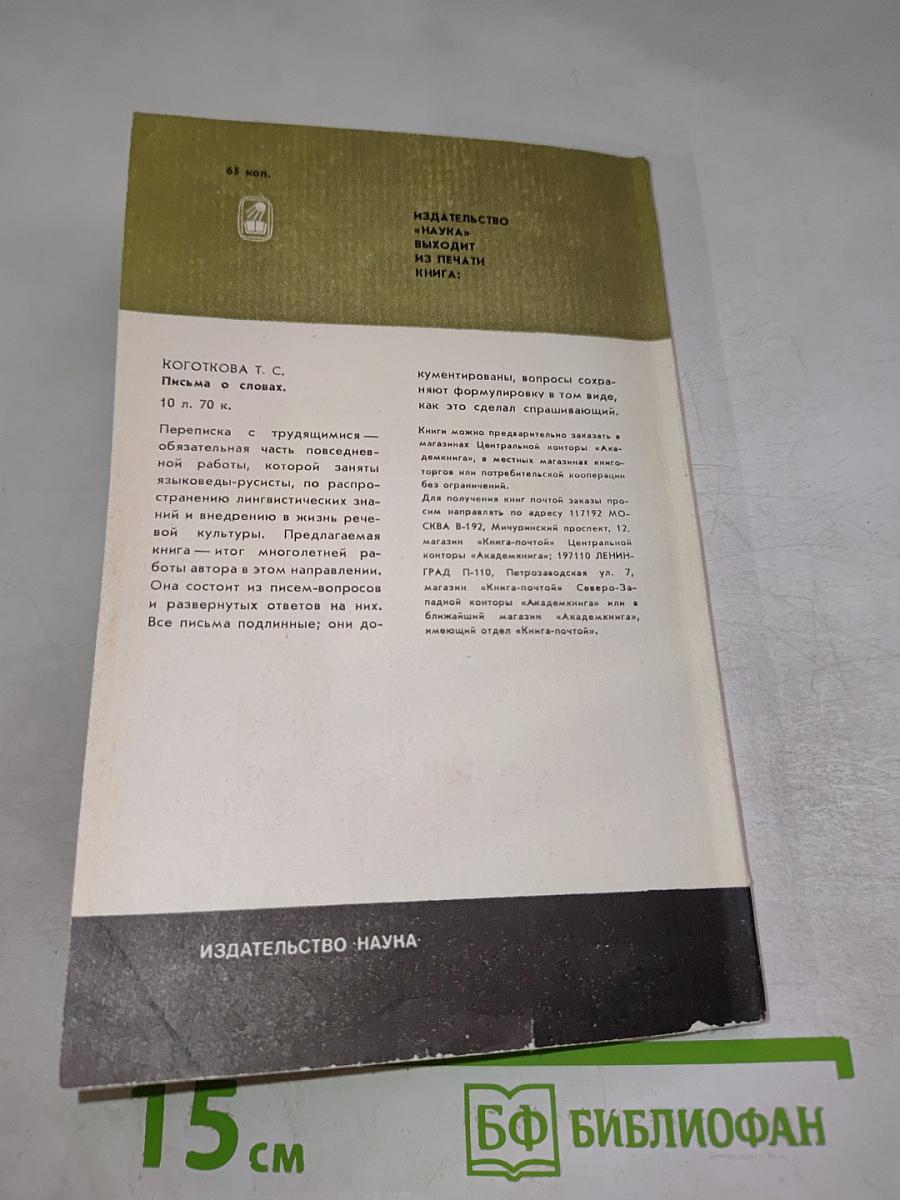 65 коп.
ИЗДАТЕЛЬСТВО
«НАУКА»
ВЫХОДИТ
ИЗ ПЕЧАТИ
КНИГА:
КОГОТКОВА Т. С.
Письма о словах.
10 л. 70 к.
Переписка с трудящимися —
обязательная часть повседнев-
ной работы, которой заняты
языковеды-русисты, по распро-
странению лингвистических зна-
ний и внедрению в жизнь рече-
вой культуры. Предлагаемая
книга — итог многолетней ра-
боты автора в этом направлении.
Она состоит из писем-вопросов
и развернутых ответов на них.
Все письма подлинные; они до-
кументированы, вопросы сохра-
няют формулировку в том виде,
как это сделал спрашивающий.
Книги можно предварительно заказать в
магазинах Центральной конторы «Ака-
демкнига», в местных магазинах книго-
торгов или потребительской кооперации
без ограничений.
Для получения книг почтой заказы про-
сим направлять по адресу 117192 МО-
СКВА В-192, Мичуринский проспект, 12.
магазин «Книга-почтой» Центральной
конторы «Академкнига»; 197110 ЛЕНИН-
ГРАД П-110, Петрозаводская ул. 7,
магазин «Книга-почтой» Северо-За-
падной конторы «Академкнига» или в
ближайший магазин «Академкнига»,
имеющий отдел «Книга-почтой».
ИЗДАТЕЛЬСТВО ·НАУКА·
15 см
БФ БИБЛИОФАН